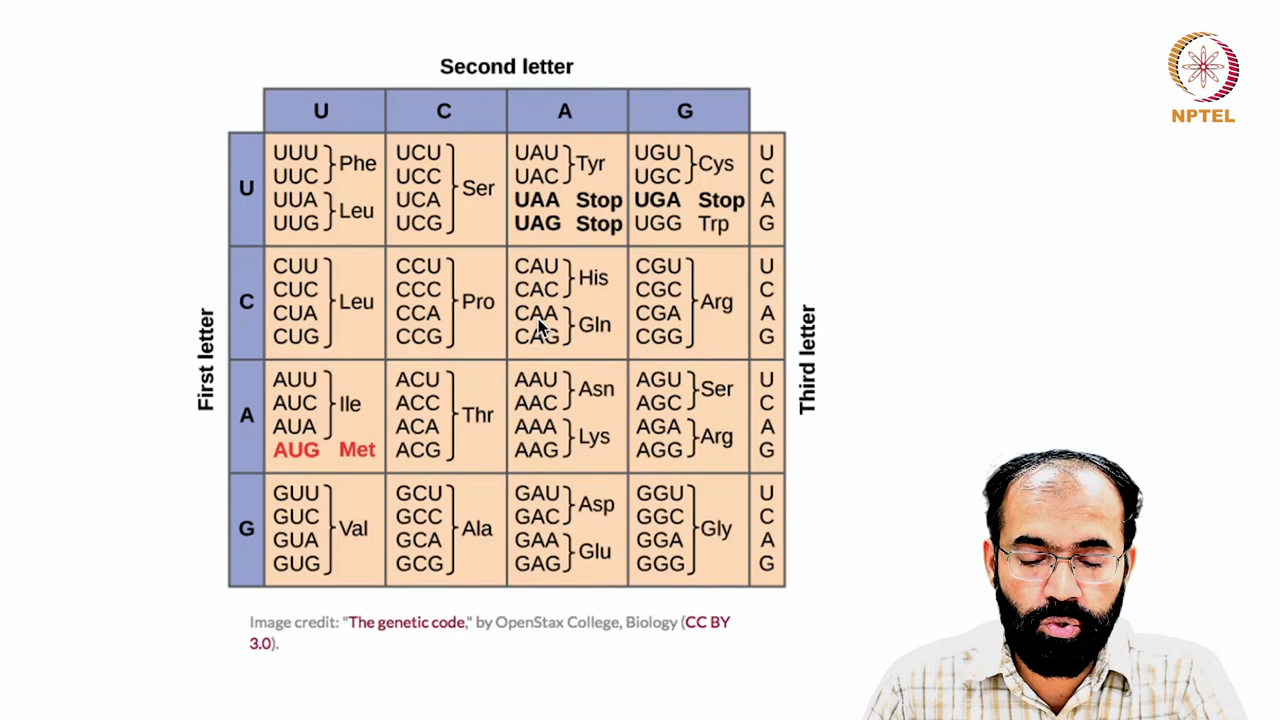 NPTEL
Second letter
U C A G
First letter
Third letter
U
UUU UCU UAU UGU U
Phe Tyr Cys
UUC UCC UAC UGC C
Ser
UUA UCA UAA Stop UGA Stop A
Leu
UUG UCG UAG Stop UGG Trp G
C
CUU CCU CAU CGU U
His
CUC CCC CAC CGC C
Leu Pro Arg
CUA CCA CAA CGA A
Gln
CUG CCG CAG CGG G
A
AUU ACU AAU AGU U
Asn Ser
AUC ACC AAC AGC C
Ile Thr
AUA ACA AAA AGA A
Lys Arg
AUG Met ACG AAG AGG G
G
GUU GCU GAU GGU U
Asp
GUC GCC GAC GGC C
Val Ala Gly
GUA GCA GAA GGA A
Glu
GUG GCG GAG GGG G
Image credit: "The genetic code," by OpenStax College, Biology (CC BY
3.0).